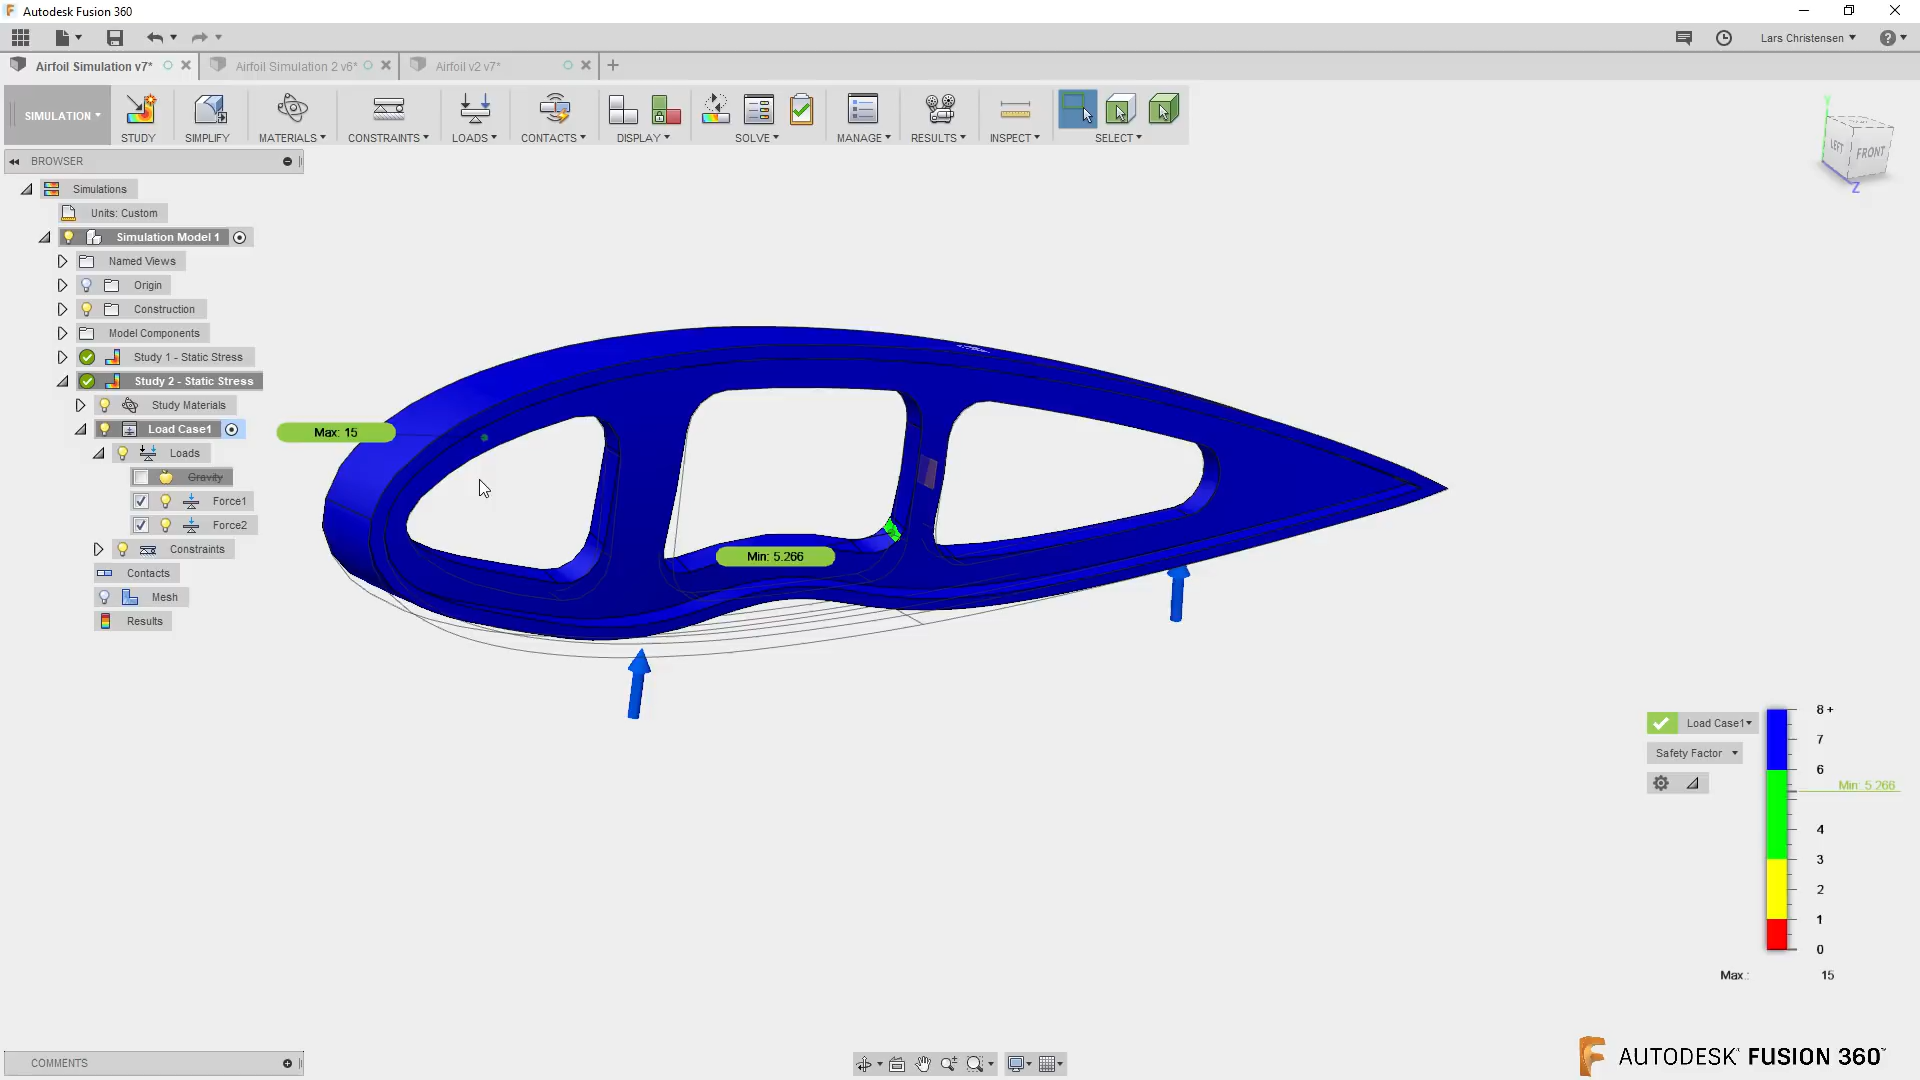 Autodesk Fusion 360
Lars Christensen
Airfoil Simulation v7*
Airfoil Simulation 2 v6*
Airfoil v2 v7*
SIMULATION
STUDY
SIMPLIFY
MATERIALS
CONSTRAINTS
LOADS
CONTACTS
DISPLAY
SOLVE
MANAGE
RESULTS
INSPECT
SELECT
LEFT
FRONT
Z
BROWSER
Simulations
Units: Custom
Simulation Model 1
Named Views
Origin
Construction
Model Components
Study 1 - Static Stress
Study 2 - Static Stress
Study Materials
Load Case1
Loads
Gravity
Force1
Force2
Constraints
Contacts
Mesh
Results
Max: 15
Min: 5.266
Load Case1
Safety Factor
8 +
7
6
Min: 5.266
4
3
2
1
0
Max.: 15
COMMENTS
AUTODESK FUSION 360